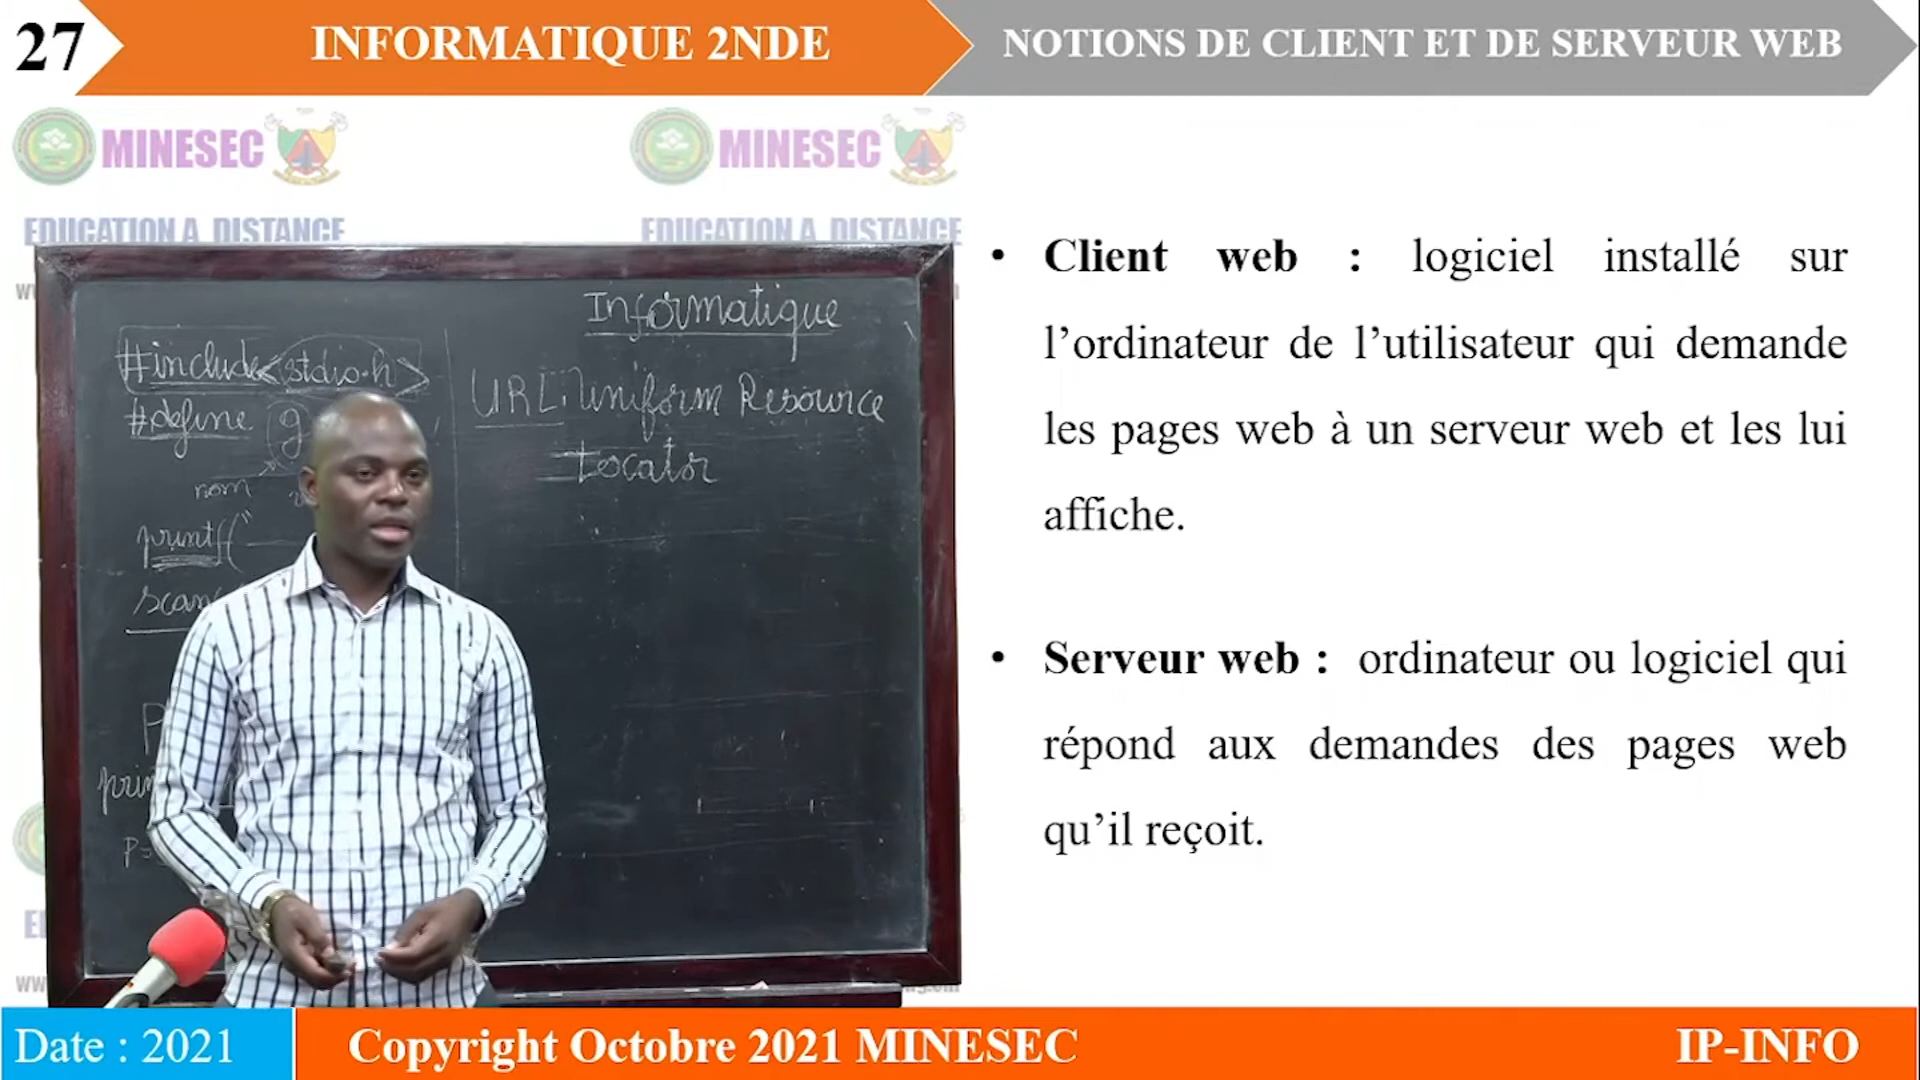 27
INFORMATIQUE 2NDE
NOTIONS DE CLIENT ET DE SERVEUR WEB
MINESEC
MINESEC
EDUCATION A DISTANCE
EDUCATION A DISTANCE
Informatique
#include<stdio.h>
#define g
nom
printf("
scan
URL: Uniform Resource
Locator
P
prin
P=
• Client web : logiciel installé sur
l’ordinateur de l’utilisateur qui demande
les pages web à un serveur web et les lui
affiche.
• Serveur web : ordinateur ou logiciel qui
répond aux demandes des pages web
qu’il reçoit.
Date : 2021
Copyright Octobre 2021 MINESEC
IP-INFO